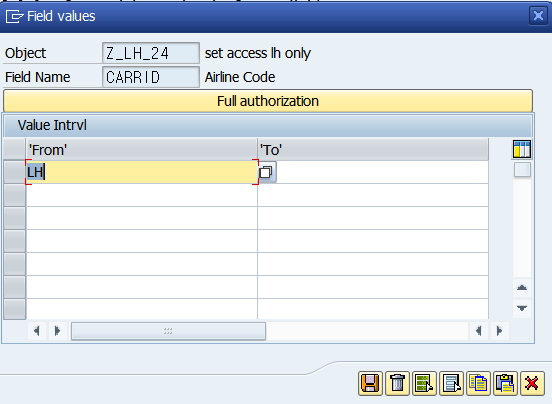 Field values
Object Z_LH_24 set access lh only
Field Name CARRID Airline Code
Full authorization
Value Intrvl
'From' 'To'
LH